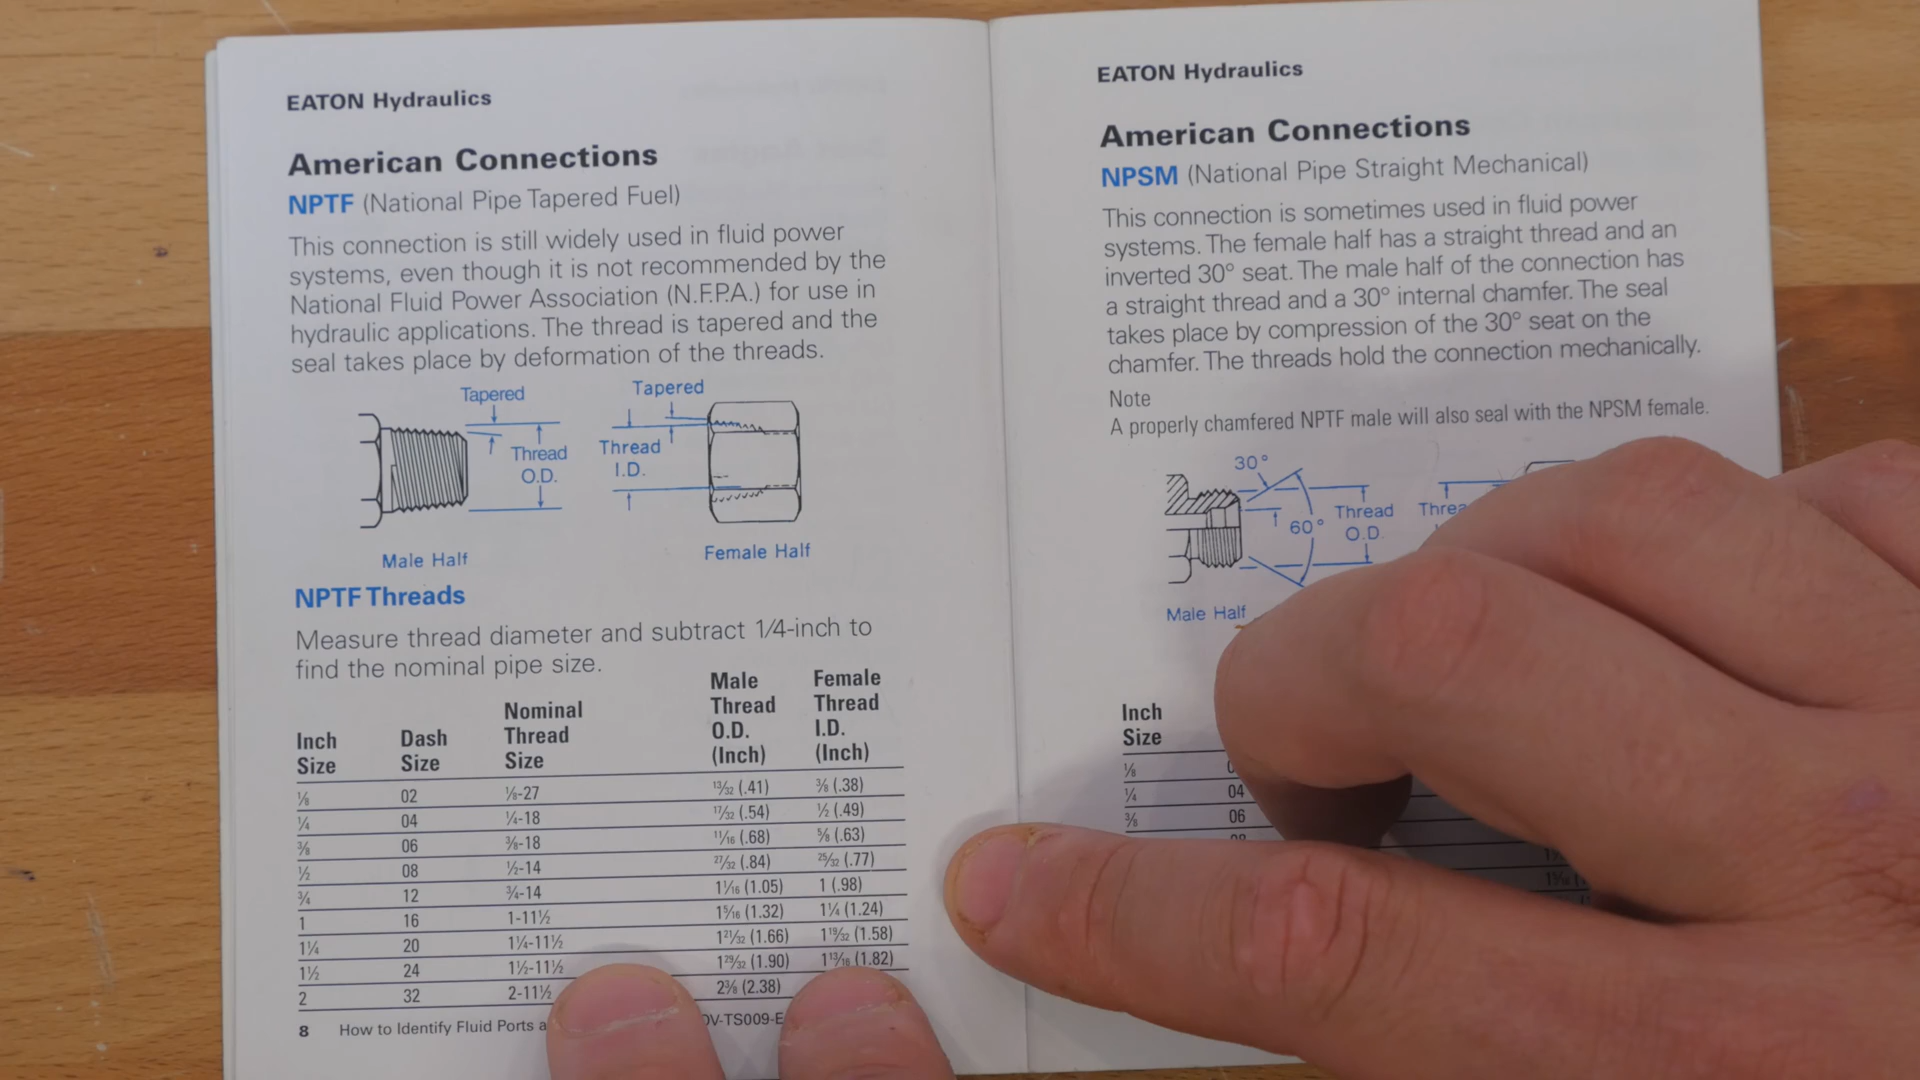 EATON Hydraulics
American Connections
NPTF (National Pipe Tapered Fuel)
This connection is still widely used in fluid power
systems, even though it is not recommended by the
National Fluid Power Association (N.F.P.A.) for use in
hydraulic applications. The thread is tapered and the
seal takes place by deformation of the threads.
Tapered
Tapered
Thread
O.D.
Thread
I.D.
Male Half
Female Half
NPTF Threads
Measure thread diameter and subtract 1/4-inch to
find the nominal pipe size.
Inch Size Dash Size Nominal Thread Size Male Thread O.D. (Inch) Female Thread I.D. (Inch)
⅛ 02 ⅛-27 13/32 (.41) ⅜ (.38)
¼ 04 ¼-18 17/32 (.54) ½ (.49)
⅜ 06 ⅜-18 11/16 (.68) ⅝ (.63)
½ 08 ½-14 27/32 (.84) 25/32 (.77)
¾ 12 ¾-14 1 1/16 (1.05) 1 (.98)
1 16 1-11½ 1 5/16 (1.32) 1¼ (1.24)
1¼ 20 1¼-11½ 1 21/32 (1.66) 1 19/32 (1.58)
1½ 24 1½-11½ 1 29/32 (1.90) 1 13/16 (1.82)
2 32 2-11½ 2⅜ (2.38)
8 How to Identify Fluid Ports
EATON Hydraulics
American Connections
NPSM (National Pipe Straight Mechanical)
This connection is sometimes used in fluid power
systems. The female half has a straight thread and an
inverted 30° seat. The male half of the connection has
a straight thread and a 30° internal chamfer. The seal
takes place by compression of the 30° seat on the
chamfer. The threads hold the connection mechanically.
Note
A properly chamfered NPTF male will also seal with the NPSM female.
30°
60°
Thread
O.D.
Male Half
Inch
Size
⅛
¼ 04
⅜ 06